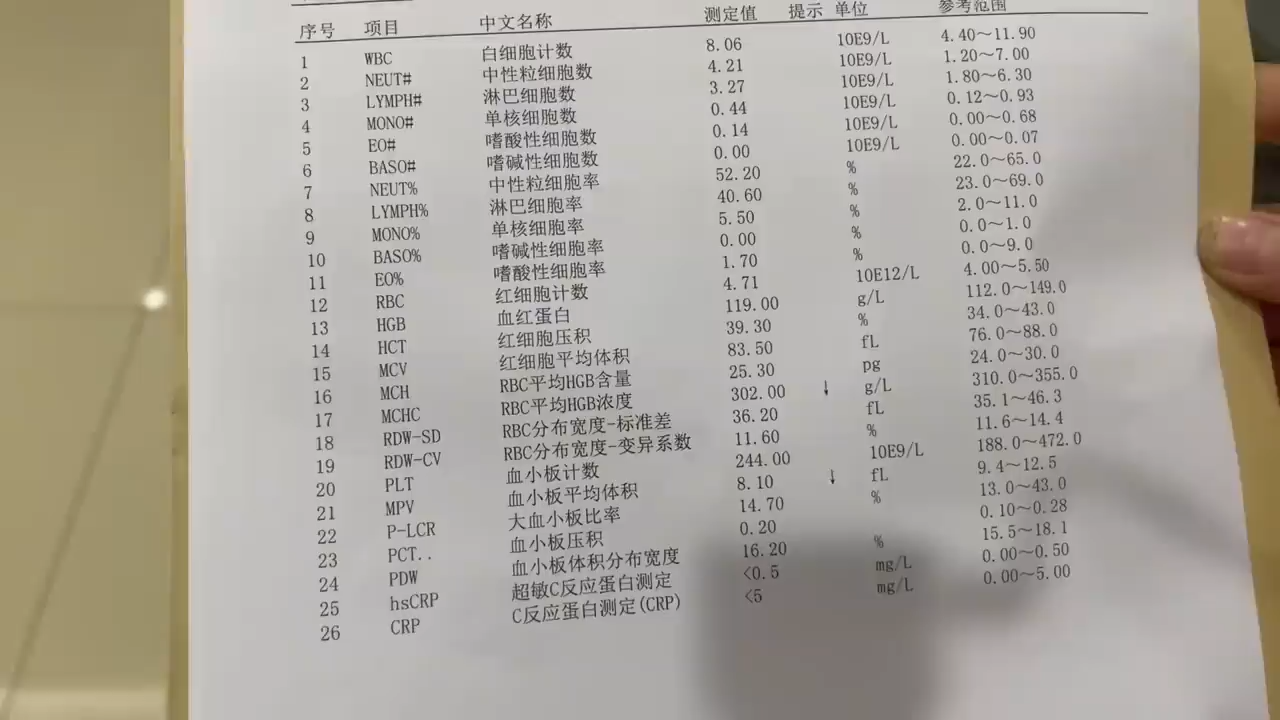 序号 项目 中文名称 测定值 提示 单位 参考范围
1 WBC 白细胞计数 8.06 10E9/L 4.40～11.90
2 NEUT# 中性粒细胞数 4.21 10E9/L 1.20～7.00
3 LYMPH# 淋巴细胞数 3.27 10E9/L 1.80～6.30
4 MONO# 单核细胞数 0.44 10E9/L 0.12～0.93
5 EO# 嗜酸性细胞数 0.14 10E9/L 0.00～0.68
6 BASO# 嗜碱性细胞数 0.00 10E9/L 0.00～0.07
7 NEUT% 中性粒细胞率 52.20 % 22.0～65.0
8 LYMPH% 淋巴细胞率 40.60 % 23.0～69.0
9 MONO% 单核细胞率 5.50 % 2.0～11.0
10 BASO% 嗜碱性细胞率 0.00 % 0.0～1.0
11 EO% 嗜酸性细胞率 1.70 % 0.0～9.0
12 RBC 红细胞计数 4.71 10E12/L 4.00～5.50
13 HGB 血红蛋白 119.00 g/L 112.0～149.0
14 HCT 红细胞压积 39.30 % 34.0～43.0
15 MCV 红细胞平均体积 83.50 fL 76.0～88.0
16 MCH RBC平均HGB含量 25.30 pg 24.0～30.0
17 MCHC RBC平均HGB浓度 302.00 ↓ g/L 310.0～355.0
18 RDW-SD RBC分布宽度-标准差 36.20 fL 35.1～46.3
19 RDW-CV RBC分布宽度-变异系数 11.60 % 11.6～14.4
20 PLT 血小板计数 244.00 10E9/L 188.0～472.0
21 MPV 血小板平均体积 8.10 ↓ fL 9.4～12.5
22 P-LCR 大血小板比率 14.70 % 13.0～43.0
23 PCT.. 血小板压积 0.20 0.10～0.28
24 PDW 血小板体积分布宽度 16.20 % 15.5～18.1
25 hsCRP 超敏C反应蛋白测定 <0.5 mg/L 0.00～0.50
26 CRP C反应蛋白测定(CRP) <5 mg/L 0.00～5.00